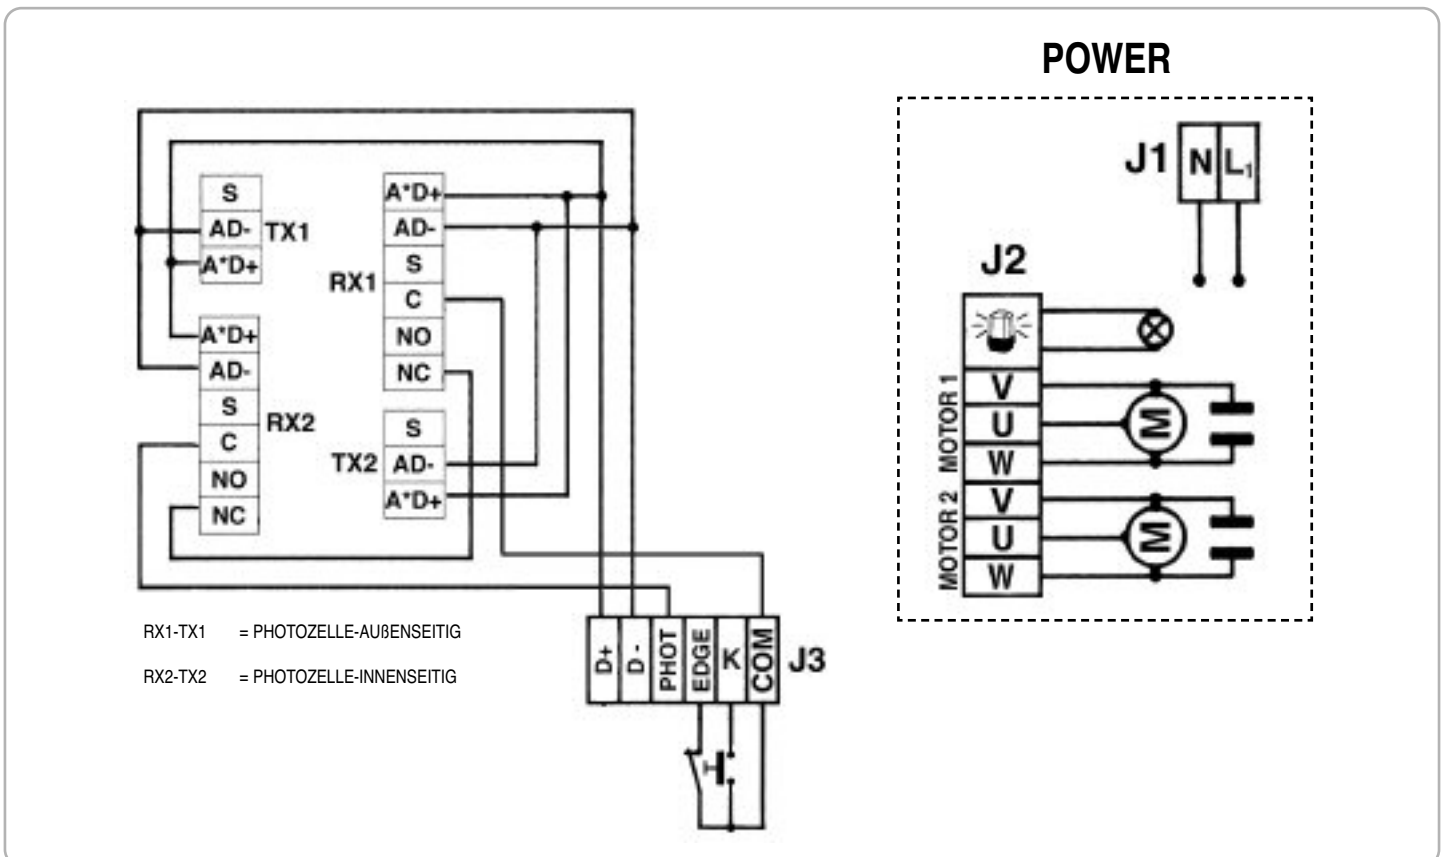 POWER
J1
N L1
J2
MOTOR 1
V
U
W
M
MOTOR 2
V
U
W
M
S
AD-
A*D+
TX1
A*D+
AD-
S
C
NO
NC
RX2
A*D+
AD-
S
C
NO
NC
RX1
S
AD-
A*D+
TX2
RX1-TX1 = PHOTOZELLE-AUßENSEITIG
RX2-TX2 = PHOTOZELLE-INNENSEITIG
D+ D - PHOT EDGE K COM
J3